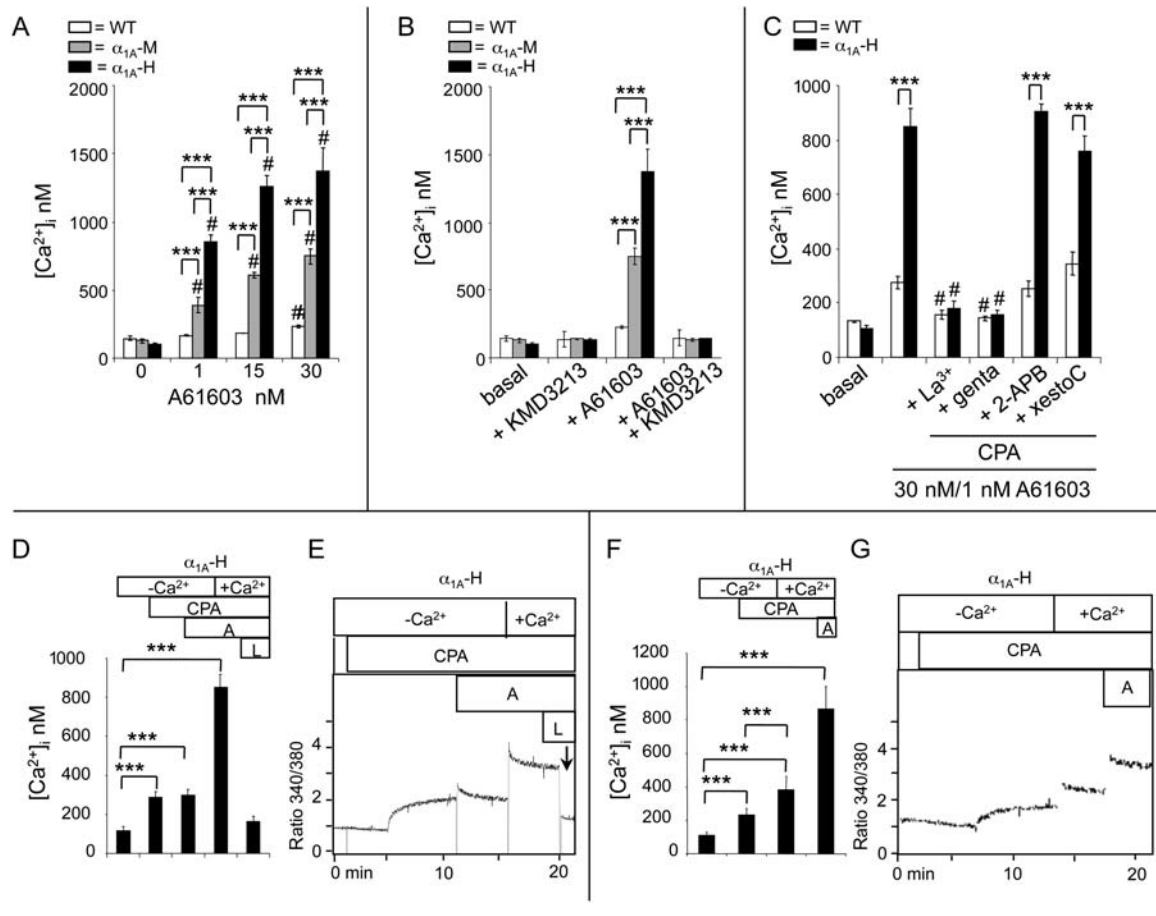 A
= WT
= α1A-M
= α1A-H
[Ca2+]i nM
2000
1500
1000
500
0
***
***
***
***
***
***
***
***
***
#
#
#
#
#
#
#
0
1
15
30
A61603 nM
B
= WT
= α1A-M
= α1A-H
[Ca2+]i nM
2000
1500
1000
500
0
***
***
***
basal
+ KMD3213
+ A61603
+ A61603
+ KMD3213
C
= WT
= α1A-H
[Ca2+]i nM
1000
800
600
400
200
0
***
***
***
# #
# #
basal
+ La3+
+ genta
+ 2-APB
+ xestoC
CPA
30 nM/1 nM A61603
D
α1A-H
-Ca2+
+Ca2+
CPA
A
L
[Ca2+]i nM
1000
800
600
400
200
0
***
***
***
E
α1A-H
-Ca2+
+Ca2+
CPA
A
L
Ratio 340/380
4
2
0
0 min
10
20
F
α1A-H
-Ca2+
+Ca2+
CPA
A
[Ca2+]i nM
1200
1000
800
600
400
200
0
***
***
***
***
G
α1A-H
-Ca2+
+Ca2+
CPA
A
Ratio 340/380
4
2
0
0 min
10
20